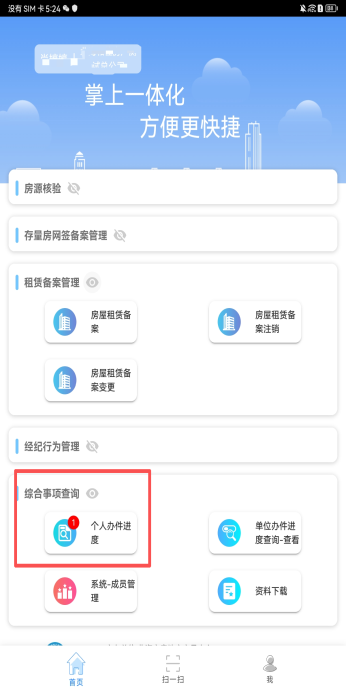 没有 SIM 卡 5:24
掌上一体化
方便更快捷
房源核验
存量房网签备案管理
租赁备案管理
房屋租赁备
案
房屋租赁备
案注销
房屋租赁备
案变更
经纪行为管理
综合事项查询
1
个人办件进
度
单位办件进
度查询-查看
系统-成员管
理
资料下载
首页
扫一扫
我